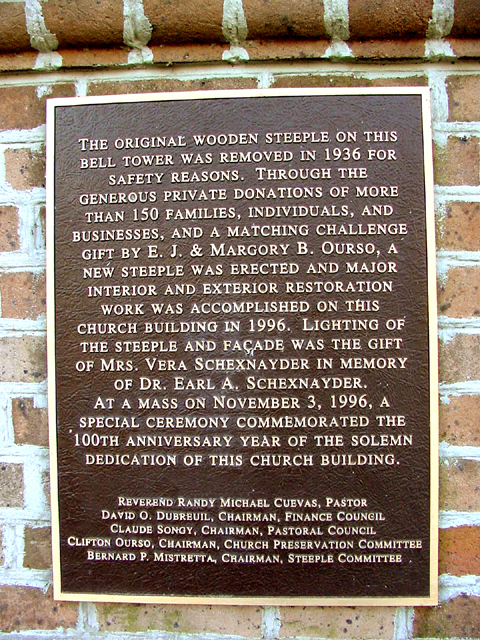 THE ORIGINAL WOODEN STEEPLE ON THIS
BELL TOWER WAS REMOVED IN 1936 FOR
SAFETY REASONS. THROUGH THE
GENEROUS PRIVATE DONATIONS OF MORE
THAN 150 FAMILIES, INDIVIDUALS, AND
BUSINESSES, AND A MATCHING CHALLENGE
GIFT BY E. J. & MARGORY B. OURSO, A
NEW STEEPLE WAS ERECTED AND MAJOR
INTERIOR AND EXTERIOR RESTORATION
WORK WAS ACCOMPLISHED ON THIS
CHURCH BUILDING IN 1996. LIGHTING OF
THE STEEPLE AND FAÇADE WAS THE GIFT
OF MRS. VERA SCHEXNAYDER IN MEMORY
OF DR. EARL A. SCHEXNAYDER.
AT A MASS ON NOVEMBER 3, 1996, A
SPECIAL CEREMONY COMMEMORATED THE
100TH ANNIVERSARY YEAR OF THE SOLEMN
DEDICATION OF THIS CHURCH BUILDING.
REVEREND RANDY MICHAEL CUEVAS, PASTOR
DAVID O. DUBREUIL, CHAIRMAN, FINANCE COUNCIL
CLAUDE SONGY, CHAIRMAN, PASTORAL COUNCIL
CLIFTON OURSO, CHAIRMAN, CHURCH PRESERVATION COMMITTEE
BERNARD P. MISTRETTA, CHAIRMAN, STEEPLE COMMITTEE